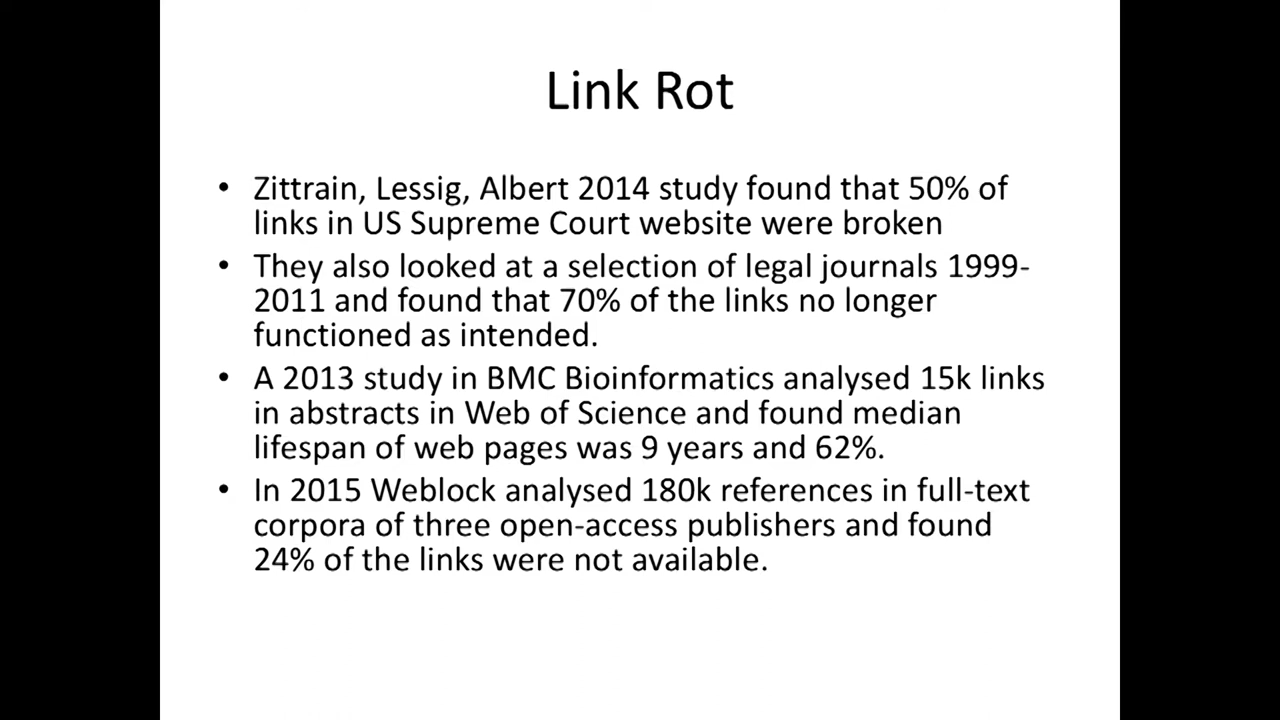 Link Rot
• Zittrain, Lessig, Albert 2014 study found that 50% of
links in US Supreme Court website were broken
• They also looked at a selection of legal journals 1999-
2011 and found that 70% of the links no longer
functioned as intended.
• A 2013 study in BMC Bioinformatics analysed 15k links
in abstracts in Web of Science and found median
lifespan of web pages was 9 years and 62%.
• In 2015 Weblock analysed 180k references in full-text
corpora of three open-access publishers and found
24% of the links were not available.